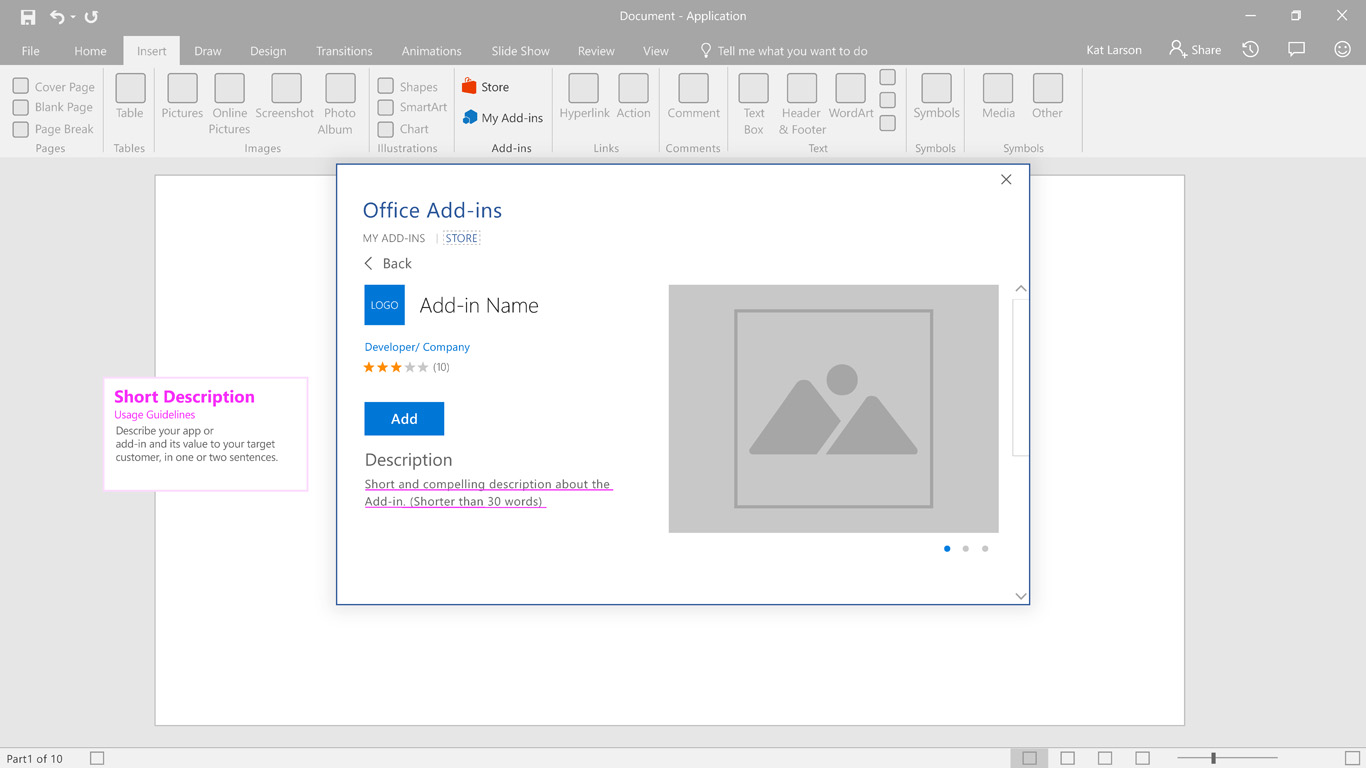 Document - Application
File Home Insert Draw Design Transitions Animations Slide Show Review View Tell me what you want to do Kat Larson Share
Cover Page
Blank Page
Page Break
Pages
Table
Tables
Pictures
Online
Pictures
Screenshot
Photo
Album
Images
Shapes
SmartArt
Chart
Illustrations
Store
My Add-ins
Add-ins
Hyperlink
Action
Links
Comment
Comments
Text
Box
Header
& Footer
WordArt
Text
Symbols
Symbols
Media
Other
Symbols
Office Add-ins
MY ADD-INS | STORE
Back
LOGO
Add-in Name
Developer/ Company
(10)
Add
Description
Short and compelling description about the
Add-in. (Shorter than 30 words)
Short Description
Usage Guidelines
Describe your app or
add-in and its value to your target
customer, in one or two sentences.
Part1 of 10